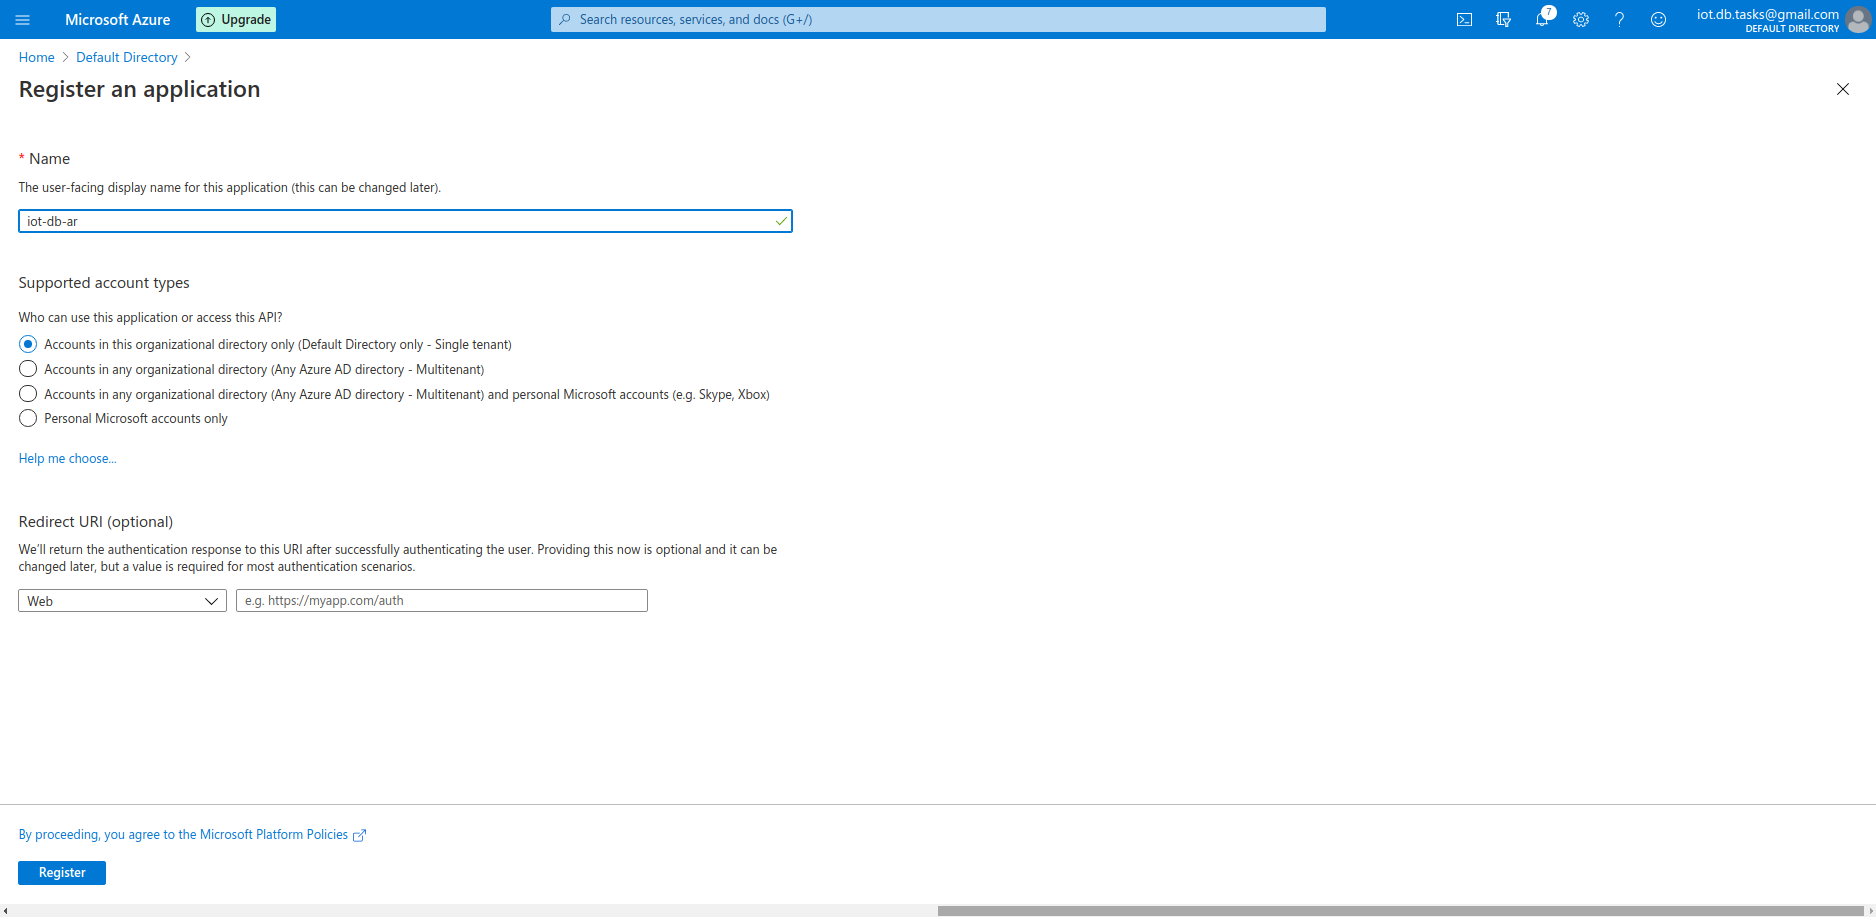 Microsoft Azure
Upgrade
Search resources, services, and docs (G+/)
7
iot.db.tasks@gmail.com
DEFAULT DIRECTORY
Home > Default Directory >
Register an application
* Name
The user-facing display name for this application (this can be changed later).
iot-db-ar
Supported account types
Who can use this application or access this API?
Accounts in this organizational directory only (Default Directory only - Single tenant)
Accounts in any organizational directory (Any Azure AD directory - Multitenant)
Accounts in any organizational directory (Any Azure AD directory - Multitenant) and personal Microsoft accounts (e.g. Skype, Xbox)
Personal Microsoft accounts only
Help me choose...
Redirect URI (optional)
We'll return the authentication response to this URI after successfully authenticating the user. Providing this now is optional and it can be
changed later, but a value is required for most authentication scenarios.
Web
e.g. https://myapp.com/auth
By proceeding, you agree to the Microsoft Platform Policies
Register